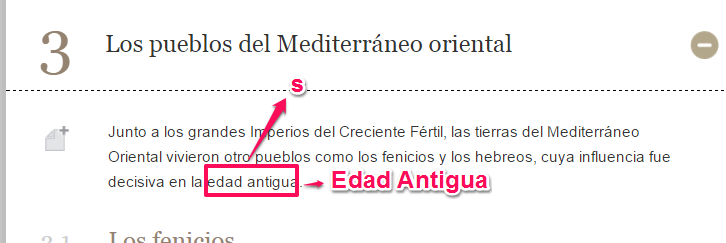 3 Los pueblos del Mediterráneo oriental
s
Junto a los grandes Imperios del Creciente Fértil, las tierras del Mediterráneo
Oriental vivieron otro pueblos como los fenicios y los hebreos, cuya influencia fue
decisiva en la edad antigua. Edad Antigua
3.1 Los fenicios